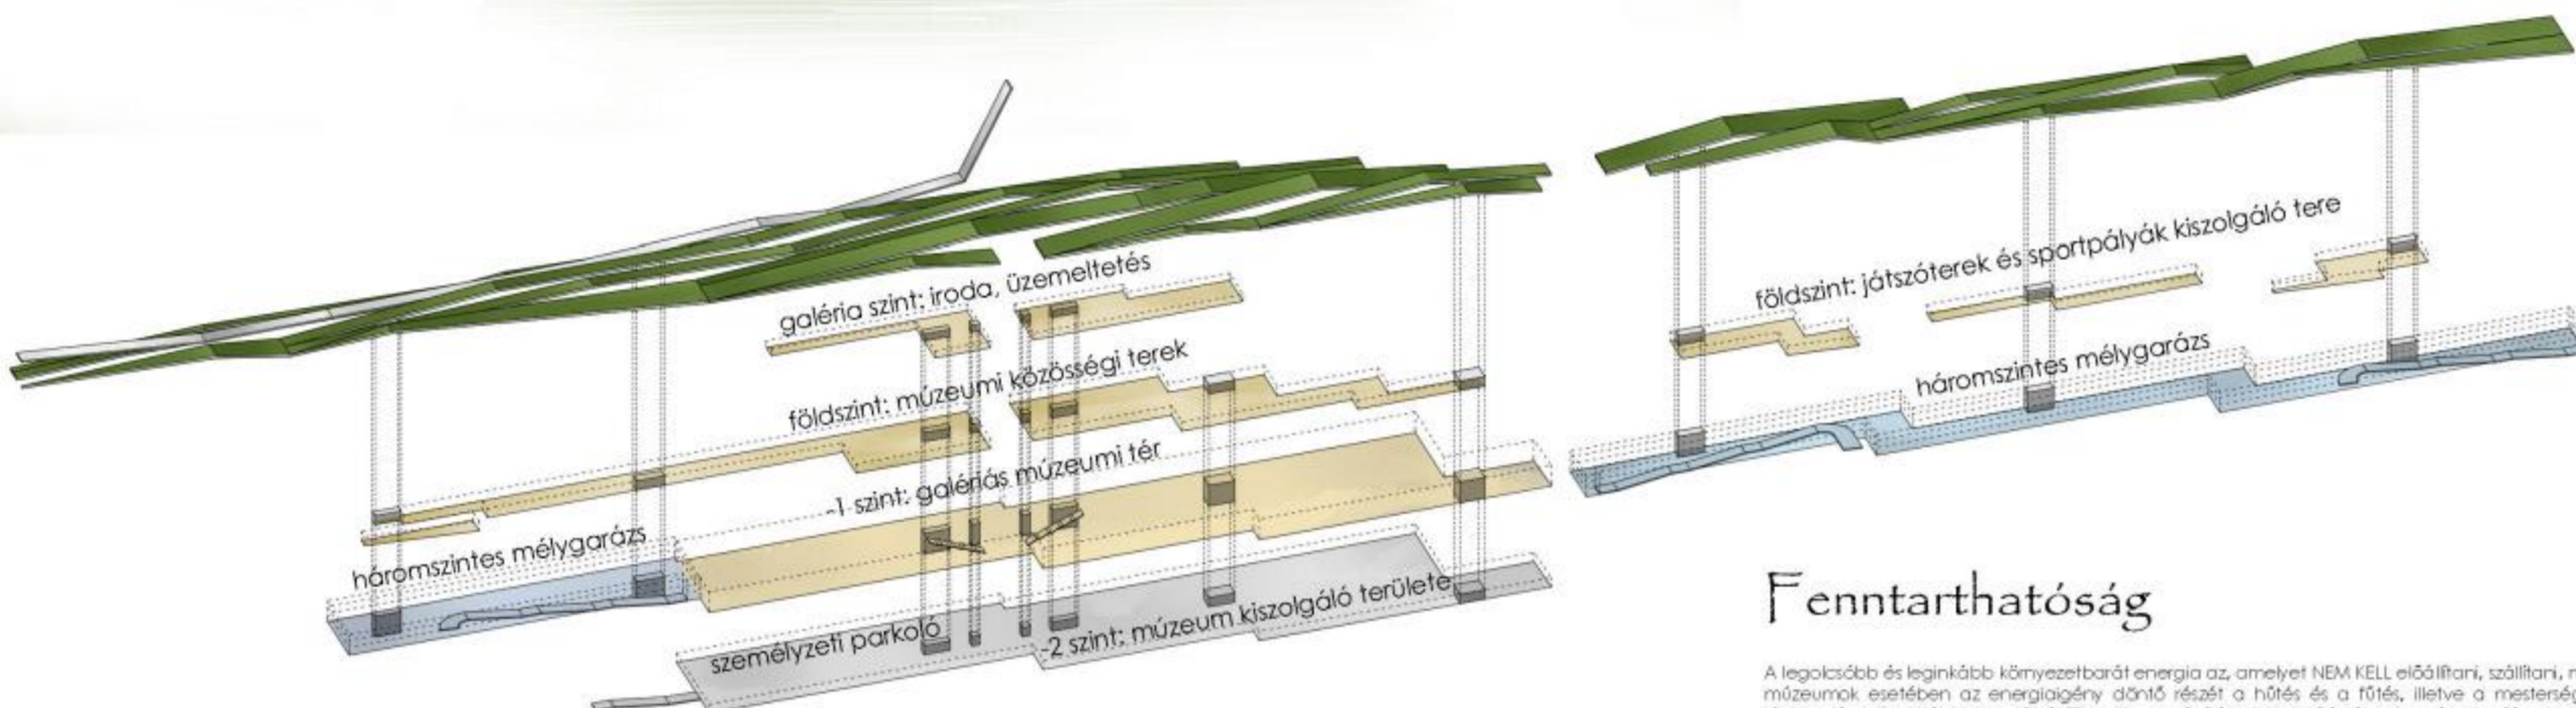 galéria szint: iroda, üzemeltetés
földszint: múzeumi közösségi terek
-1 szint: galériás múzeumi tér
háromszintes mélygarázs
személyzeti parkoló
-2 szint: múzeum kiszolgáló területe
földszint: játszóterek és sportpályák kiszolgáló tere
háromszintes mélygarázs
Fenntarthatóság
A legolcsóbb és leginkább környezetbarát energia az, amelyet NEM KELL előállítani, szállítani,
múzeumok esetében az energiaigény döntő részét a hűtés és a fűtés, illetve a mesterség